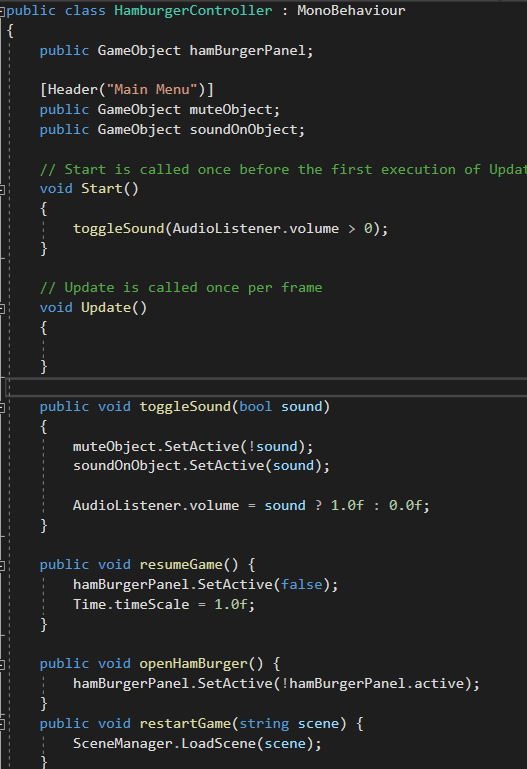 public class HamburgerController : MonoBehaviour
{
public GameObject hamBurgerPanel;
[Header("Main Menu")]
public GameObject muteObject;
public GameObject soundOnObject;
// Start is called once before the first execution of Updat
void Start()
{
toggleSound(AudioListener.volume > 0);
}
// Update is called once per frame
void Update()
{
}
public void toggleSound(bool sound)
{
muteObject.SetActive(!sound);
soundOnObject.SetActive(sound);
AudioListener.volume = sound ? 1.0f : 0.0f;
}
public void resumeGame() {
hamBurgerPanel.SetActive(false);
Time.timeScale = 1.0f;
}
public void openHamBurger() {
hamBurgerPanel.SetActive(!hamBurgerPanel.active);
}
public void restartGame(string scene) {
SceneManager.LoadScene(scene);
}